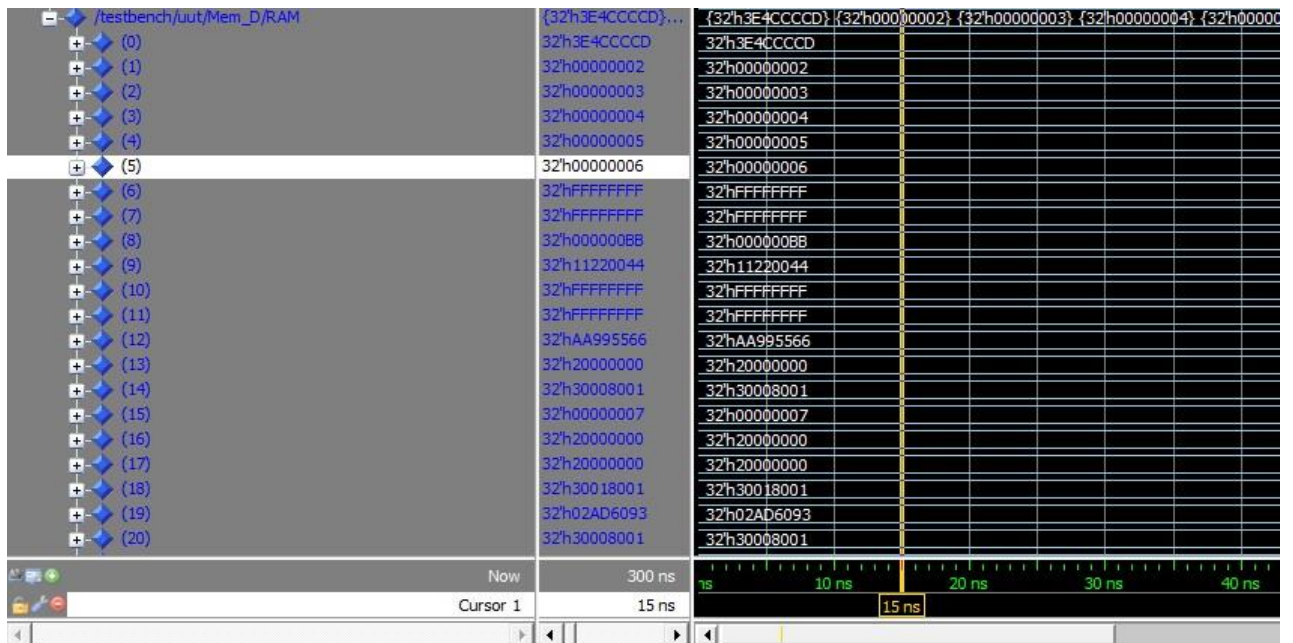 /testbench/uut/Mem_D/RAM {32'h3E4CCCCD}... {32'h3E4CCCCD} {32'h00000002} {32'h00000003} {32'h00000004} {32'h00000
(0) 32'h3E4CCCCD 32'h3E4CCCCD
(1) 32'h00000002 32'h00000002
(2) 32'h00000003 32'h00000003
(3) 32'h00000004 32'h00000004
(4) 32'h00000005 32'h00000005
(5) 32'h00000006 32'h00000006
(6) 32'hFFFFFFFF 32'hFFFFFFFF
(7) 32'hFFFFFFFF 32'hFFFFFFFF
(8) 32'h000000BB 32'h000000BB
(9) 32'h11220044 32'h11220044
(10) 32'hFFFFFFFF 32'hFFFFFFFF
(11) 32'hFFFFFFFF 32'hFFFFFFFF
(12) 32'hAA995566 32'hAA995566
(13) 32'h20000000 32'h20000000
(14) 32'h30008001 32'h30008001
(15) 32'h00000007 32'h00000007
(16) 32'h20000000 32'h20000000
(17) 32'h20000000 32'h20000000
(18) 32'h30018001 32'h30018001
(19) 32'h02AD6093 32'h02AD6093
(20) 32'h30008001 32'h30008001
Now 300 ns ns 10 ns 20 ns 30 ns 40 ns
Cursor 1 15 ns 15 ns